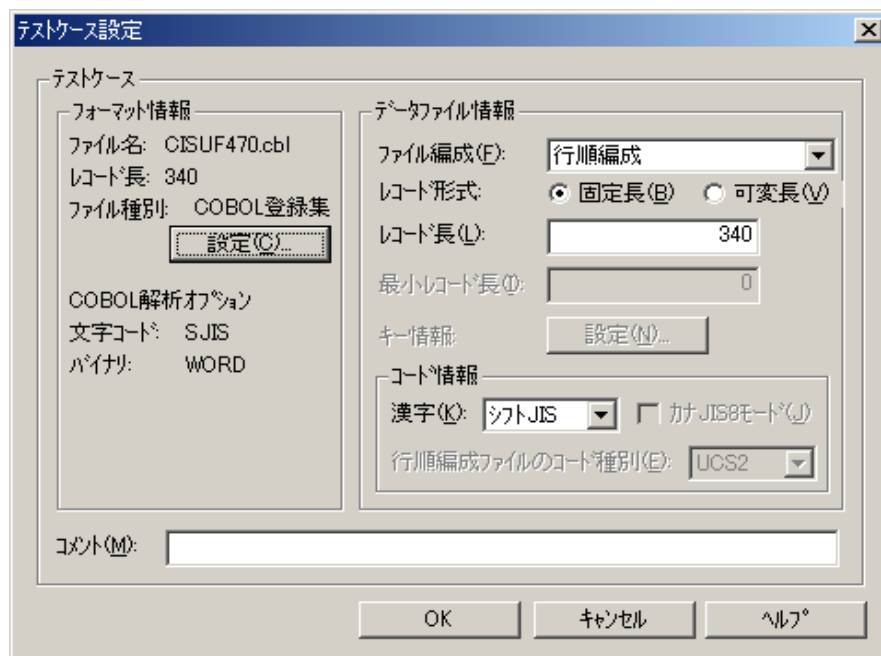 テストケース設定
テストケース
フォーマット情報
ファイル名: CISUF470.cbl
レコード長: 340
ファイル種別: COBOL登録集
設定(C)...
COBOL解析オプション
文字コード: SJIS
バイナリ: WORD
データファイル情報
ファイル編成(F): 行順編成
レコード形式: 固定長(B) 可変長(V)
レコード長(L): 340
最小レコード長(I): 0
キー情報: 設定(N)...
コード情報
漢字(K): シフトJIS カナJIS8モード(J)
行順編成ファイルのコード種別(E): UCS2
コメント(M):
OK キャンセル ヘルプ